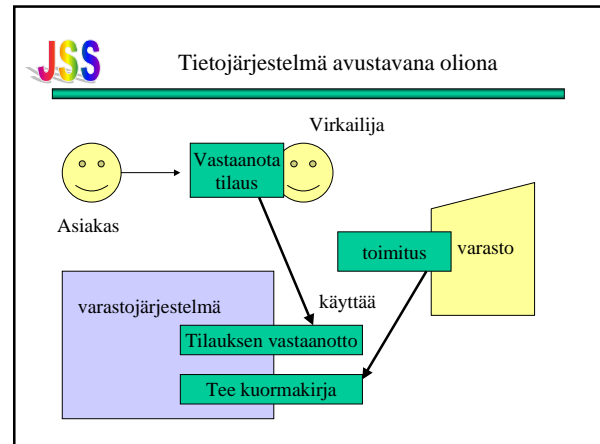 JSS
Tietojärjestelmä avustavana oliona
Virkailija
Vastaanota
tilaus
Asiakas
toimitus
varasto
varastojärjestelmä
käyttää
Tilauksen vastaanotto
Tee kuormakirja